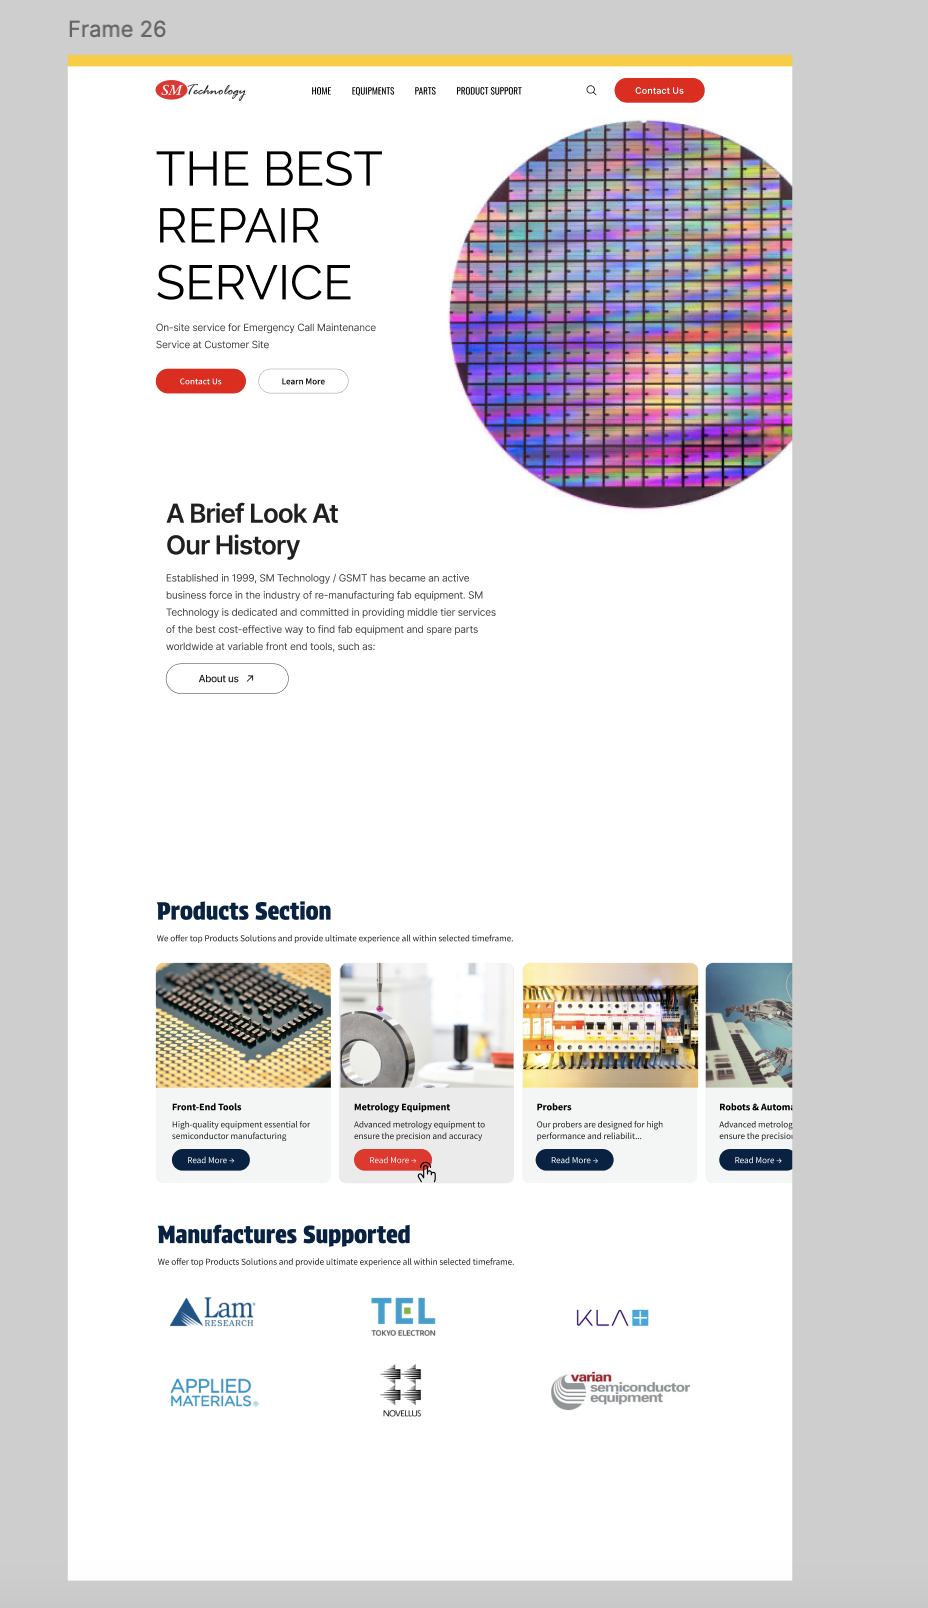 Frame 26
SM Technology
HOME EQUIPMENTS PARTS PRODUCT SUPPORT
Contact Us
THE BEST
REPAIR
SERVICE
On-site service for Emergency Call Maintenance
Service at Customer Site
Contact Us
Learn More
A Brief Look At
Our History
Established in 1999, SM Technology / GSMT has became an active
business force in the industry of re-manufacturing fab equipment. SM
Technology is dedicated and committed in providing middle tier services
of the best cost-effective way to find fab equipment and spare parts
worldwide at variable front end tools, such as:
About us ↗
Products Section
We offer top Products Solutions and provide ultimate experience all within selected timeframe.
Front-End Tools
High-quality equipment essential for
semiconductor manufacturing
Read More →
Metrology Equipment
Advanced metrology equipment to
ensure the precision and accuracy
Read More →
Probers
Our probers are designed for high
performance and reliabilit...
Read More →
Robots & Automa
Advanced metrolog
ensure the precision
Read More →
Manufactures Supported
We offer top Products Solutions and provide ultimate experience all within selected timeframe.
Lam
RESEARCH
TEL
TOKYO ELECTRON
KLA
APPLIED
MATERIALS
NOVELLUS
varian
semiconductor
equipment